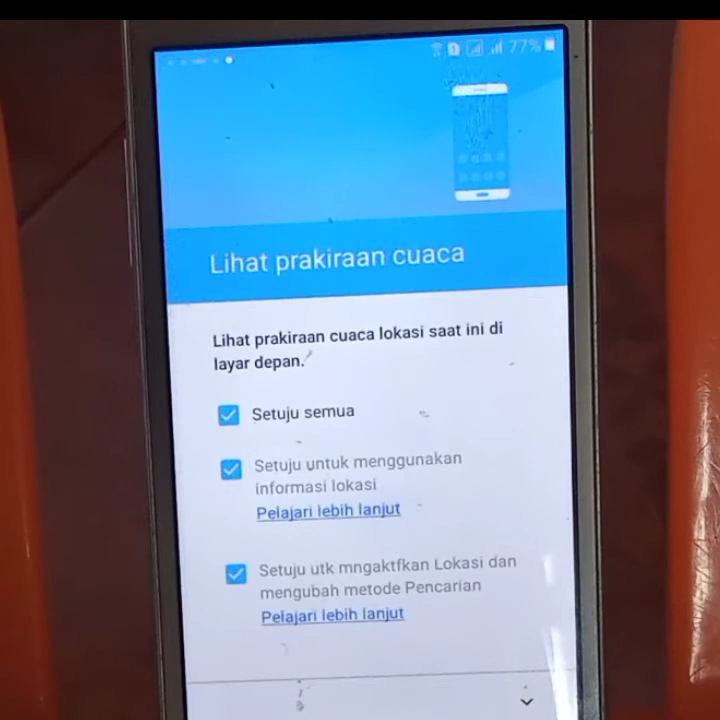 77%
Lihat prakiraan cuaca
Lihat prakiraan cuaca lokasi saat ini di
layar depan.
Setuju semua
Setuju untuk menggunakan
informasi lokasi
Pelajari lebih lanjut
Setuju utk mngaktfkan Lokasi dan
mengubah metode Pencarian
Pelajari lebih lanjut